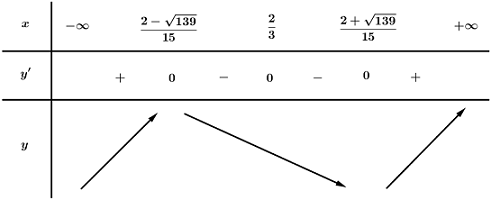 x −∞ (2 − √139)/15 2/3 (2 + √139)/15 +∞
y′ + 0 − 0 − 0 +
y